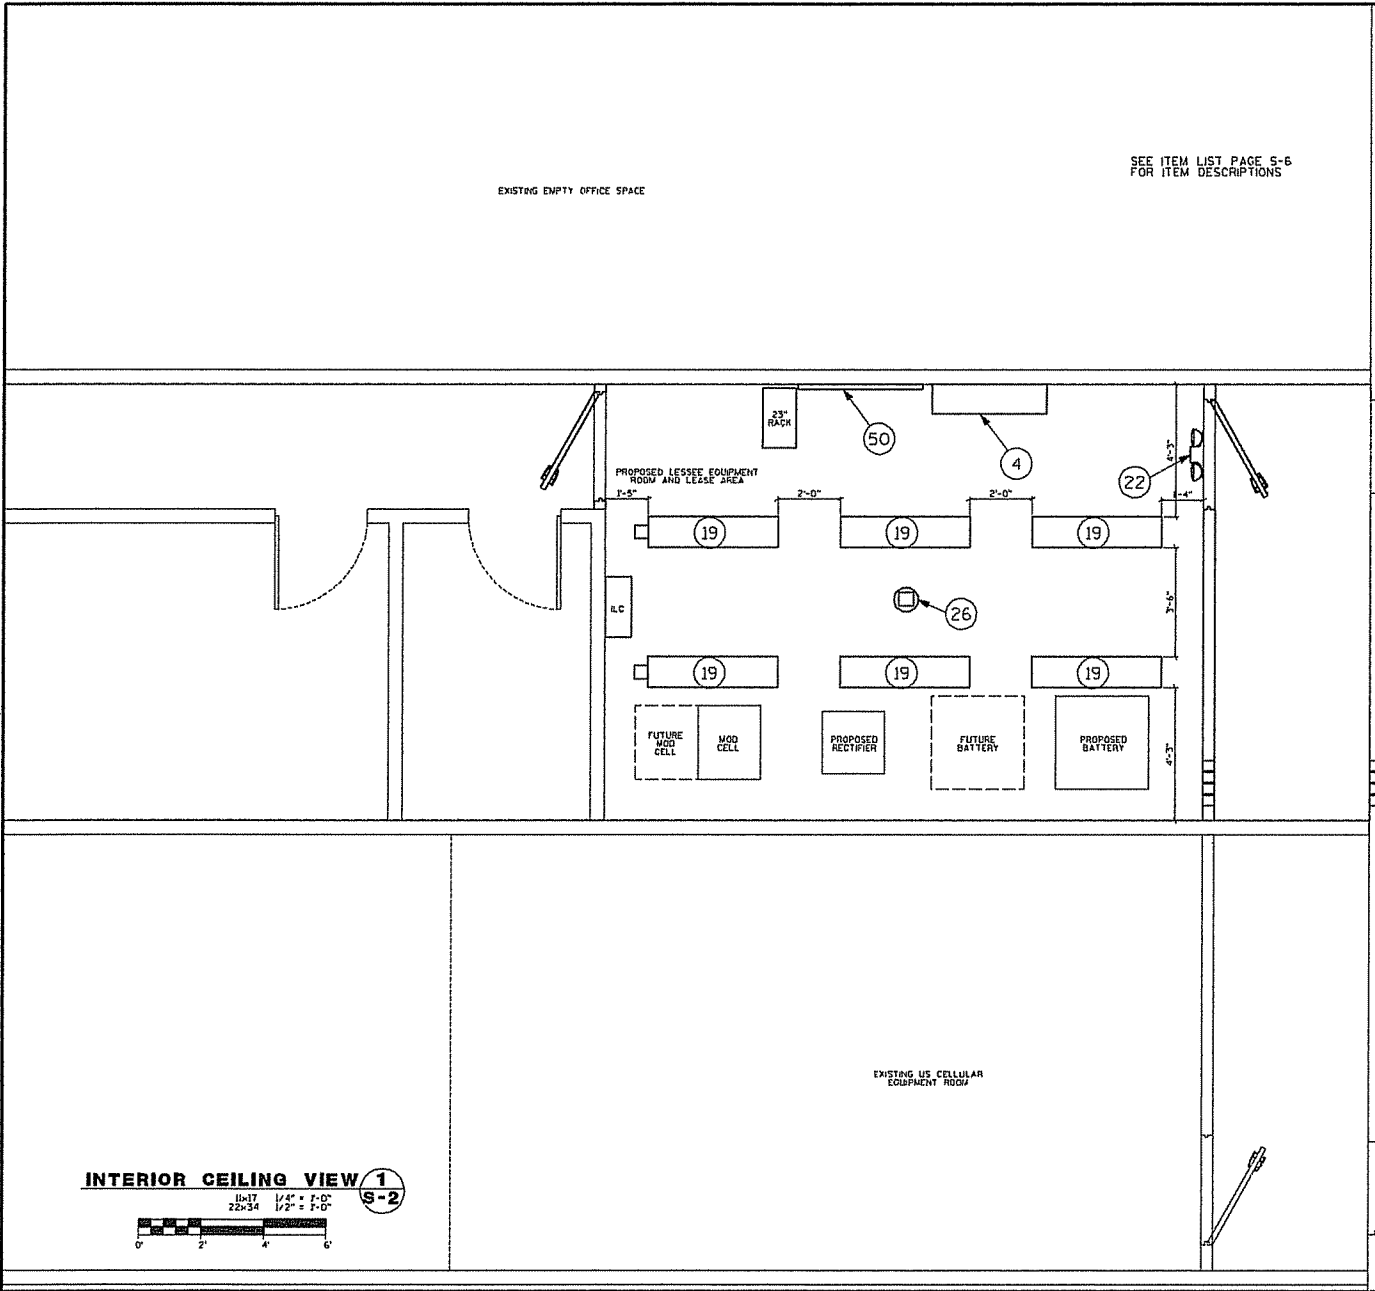 EXISTING EMPTY OFFICE SPACE
SEE ITEM LIST PAGE S-6
FOR ITEM DESCRIPTIONS
23"
RACK
50
4
22
4'-3"
PROPOSED LESSEE EQUIPMENT
ROOM AND LEASE AREA
1'-5"
2'-0"
2'-0"
1'-4"
19
19
19
ILC
26
3'-6"
19
19
19
FUTURE
MOD
CELL
MOD
CELL
PROPOSED
RECTIFIER
FUTURE
BATTERY
PROPOSED
BATTERY
4'-3"
EXISTING US CELLULAR
EQUIPMENT ROOM
INTERIOR CEILING VIEW
1
S-2
11x17 1/4" = 1'-0"
22x34 1/2" = 1'-0"
0' 2' 4' 6'